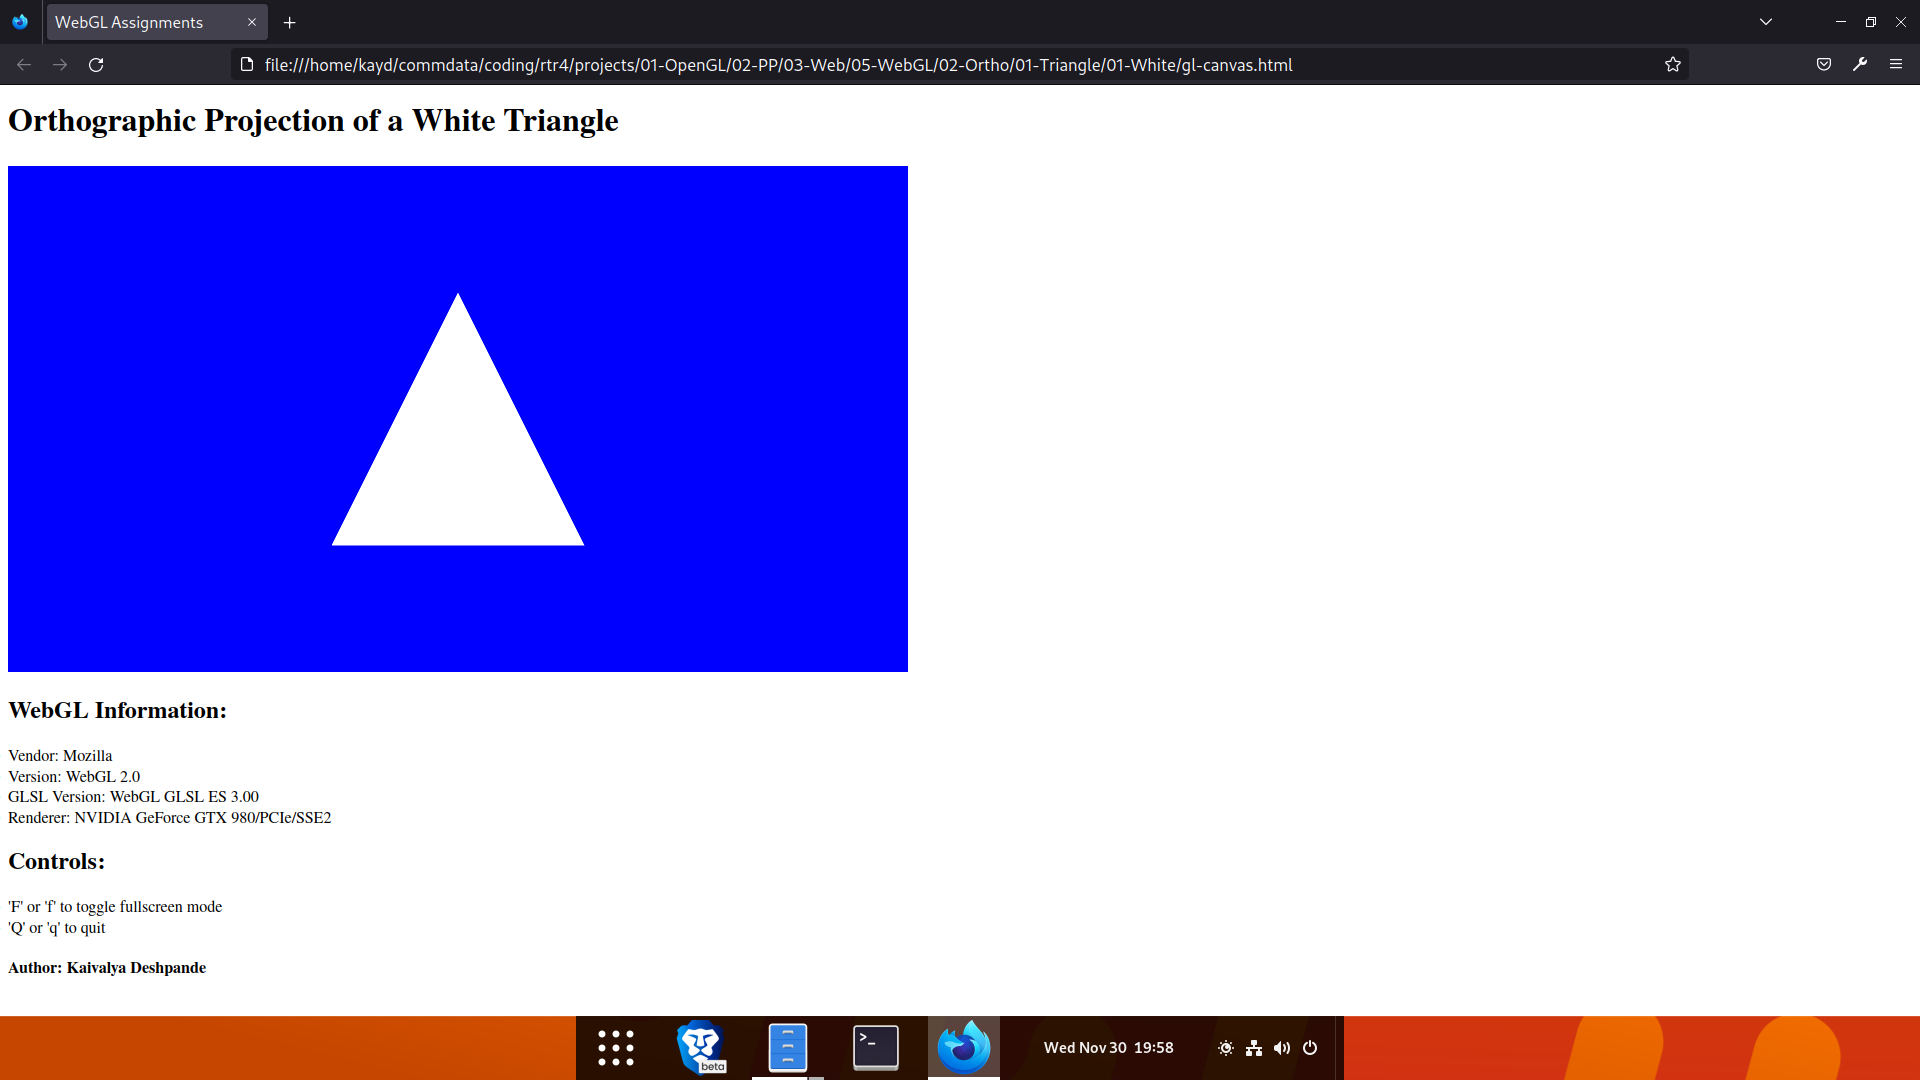 WebGL Assignments
file:///home/kayd/commdata/coding/rtr4/projects/01-OpenGL/02-PP/03-Web/05-WebGL/02-Ortho/01-Triangle/01-White/gl-canvas.html
Orthographic Projection of a White Triangle
WebGL Information:
Vendor: Mozilla
Version: WebGL 2.0
GLSL Version: WebGL GLSL ES 3.00
Renderer: NVIDIA GeForce GTX 980/PCIe/SSE2
Controls:
'F' or 'f' to toggle fullscreen mode
'Q' or 'q' to quit
Author: Kaivalya Deshpande
beta
>_
Wed Nov 30 19:58